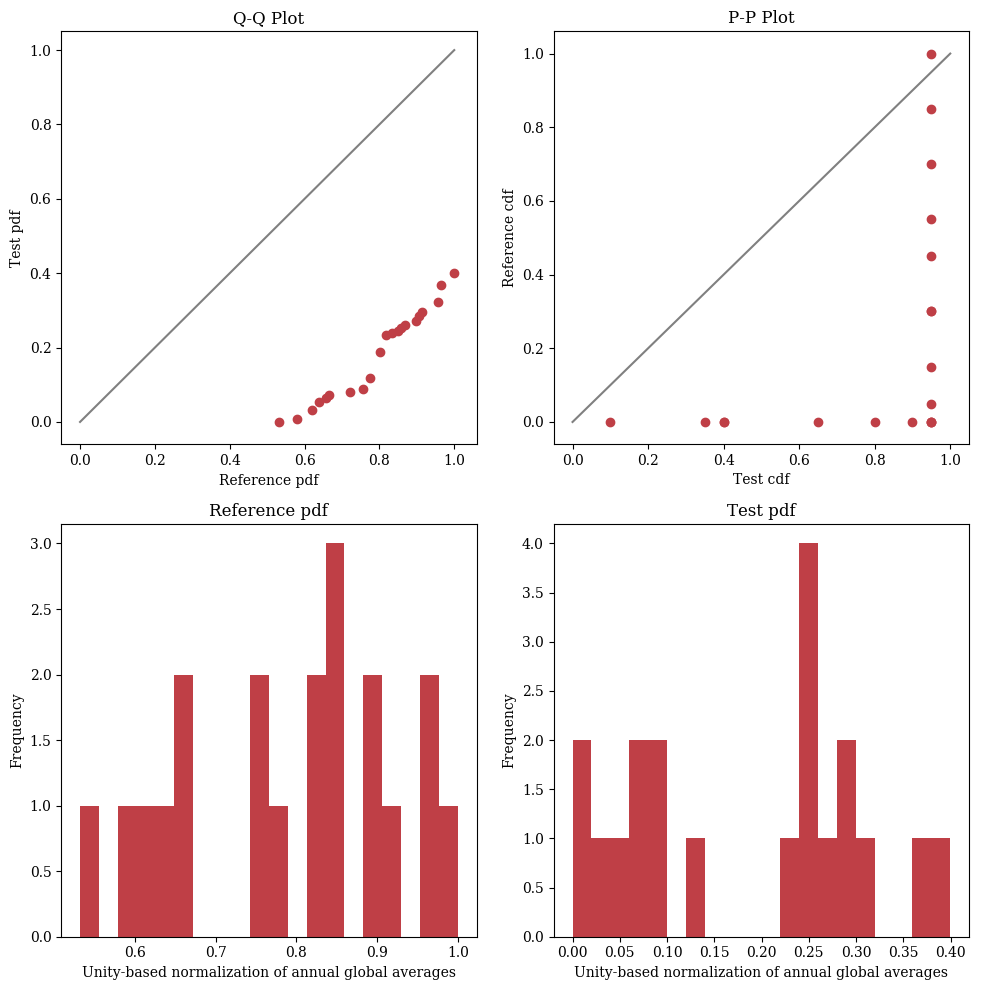 Q-Q Plot
Test pdf
1.0
0.8
0.6
0.4
0.2
0.0
0.0 0.2 0.4 0.6 0.8 1.0
Reference pdf
P-P Plot
Reference cdf
1.0
0.8
0.6
0.4
0.2
0.0
0.0 0.2 0.4 0.6 0.8 1.0
Test cdf
Reference pdf
Frequency
3.0
2.5
2.0
1.5
1.0
0.5
0.0
0.6 0.7 0.8 0.9 1.0
Unity-based normalization of annual global averages
Test pdf
Frequency
4.0
3.5
3.0
2.5
2.0
1.5
1.0
0.5
0.0
0.00 0.05 0.10 0.15 0.20 0.25 0.30 0.35 0.40
Unity-based normalization of annual global averages